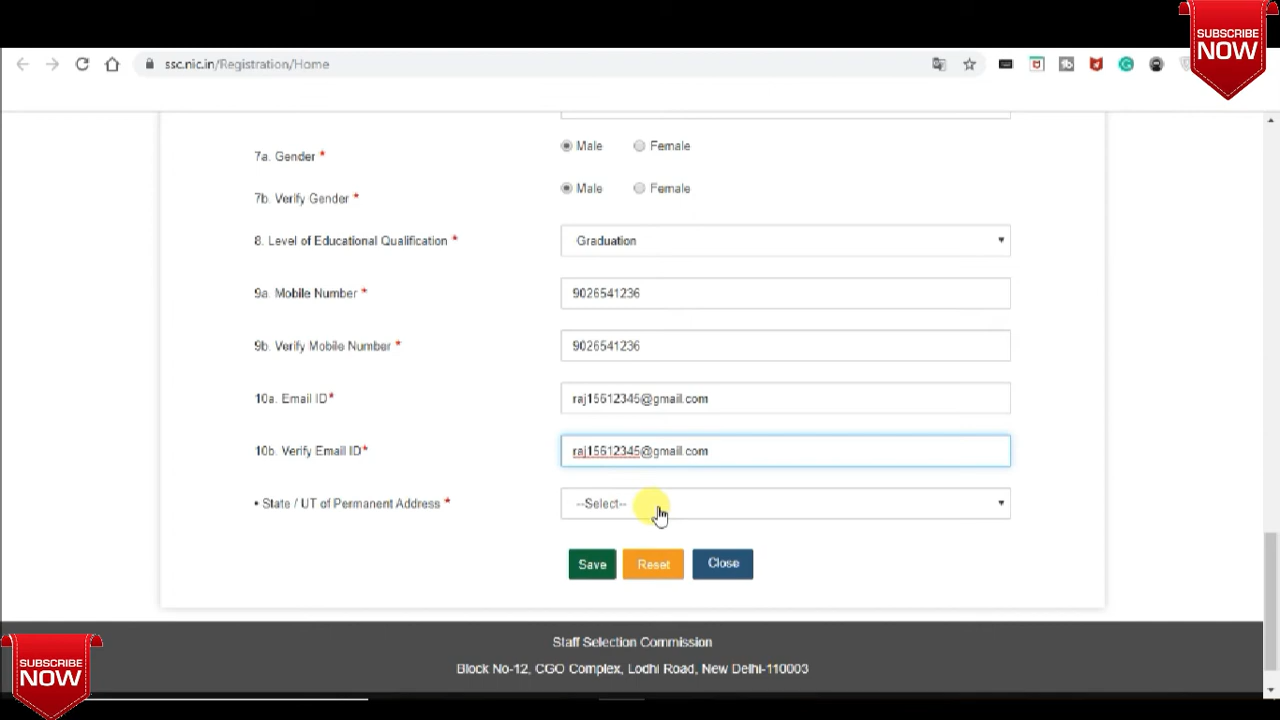 SUBSCRIBE
NOW
ssc.nic.in/Registration/Home
7a. Gender *
Male Female
7b. Verify Gender *
Male Female
8. Level of Educational Qualification *
Graduation
9a. Mobile Number *
9026541236
9b. Verify Mobile Number *
9026541236
10a. Email ID*
raj15612345@gmail.com
10b. Verify Email ID*
raj15612345@gmail.com
• State / UT of Permanent Address *
--Select--
Save Reset Close
Staff Selection Commission
Block No-12, CGO Complex, Lodhi Road, New Delhi-110003
SUBSCRIBE
NOW